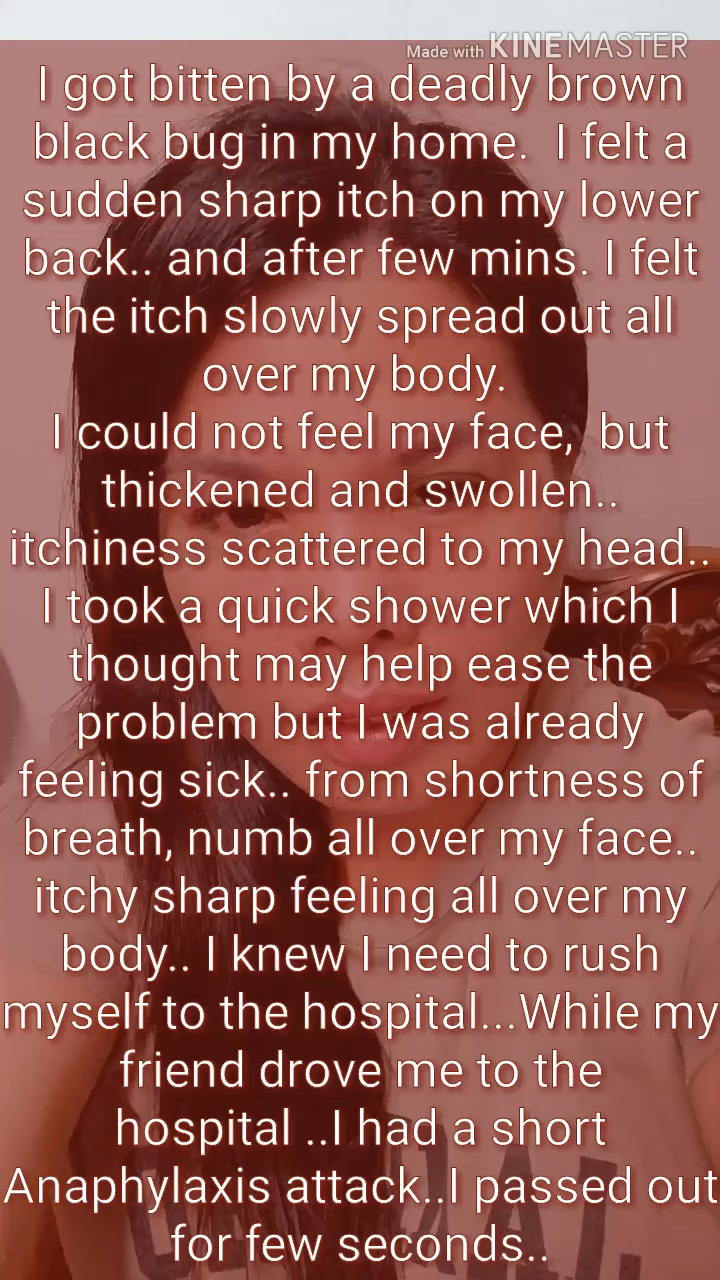 Made with KINEMASTER
I got bitten by a deadly brown
black bug in my home.  I felt a
sudden sharp itch on my lower
back.. and after few mins. I felt
the itch slowly spread out all
over my body.
I could not feel my face,  but
thickened and swollen..
itchiness scattered to my head..
I took a quick shower which I
thought may help ease the
problem but I was already
feeling sick.. from shortness of
breath, numb all over my face..
itchy sharp feeling all over my
body.. I knew I need to rush
myself to the hospital...While my
friend drove me to the
hospital ..I had a short
Anaphylaxis attack..I passed out
for few seconds..